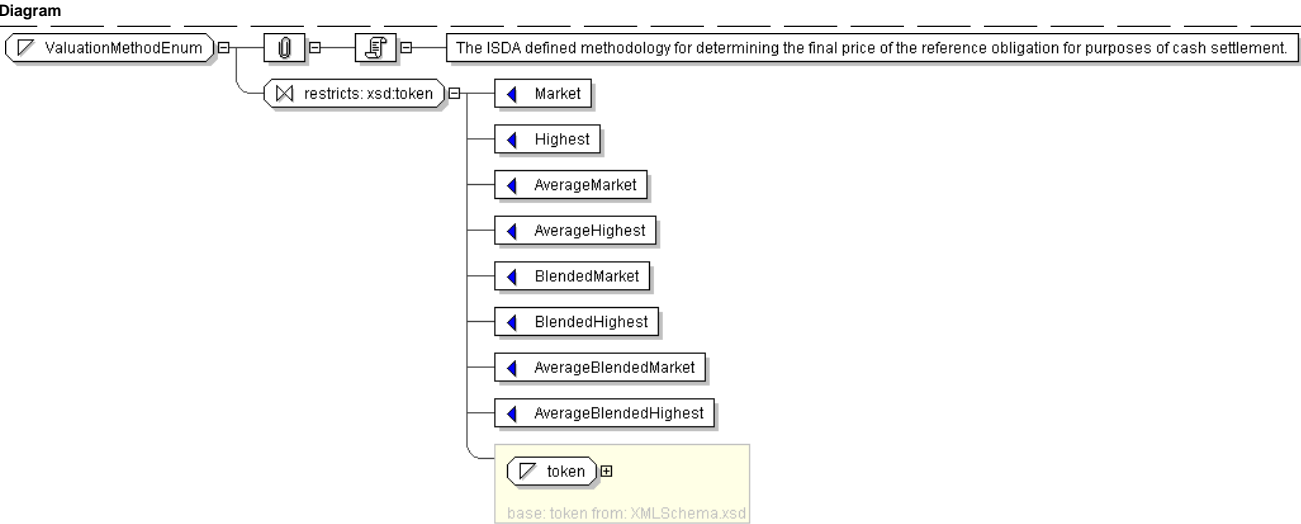 Diagram
ValuationMethodEnum
The ISDA defined methodology for determining the final price of the reference obligation for purposes of cash settlement.
restricts: xsd:token
Market
Highest
AverageMarket
AverageHighest
BlendedMarket
BlendedHighest
AverageBlendedMarket
AverageBlendedHighest
token
base: token from: XMLSchema.xsd